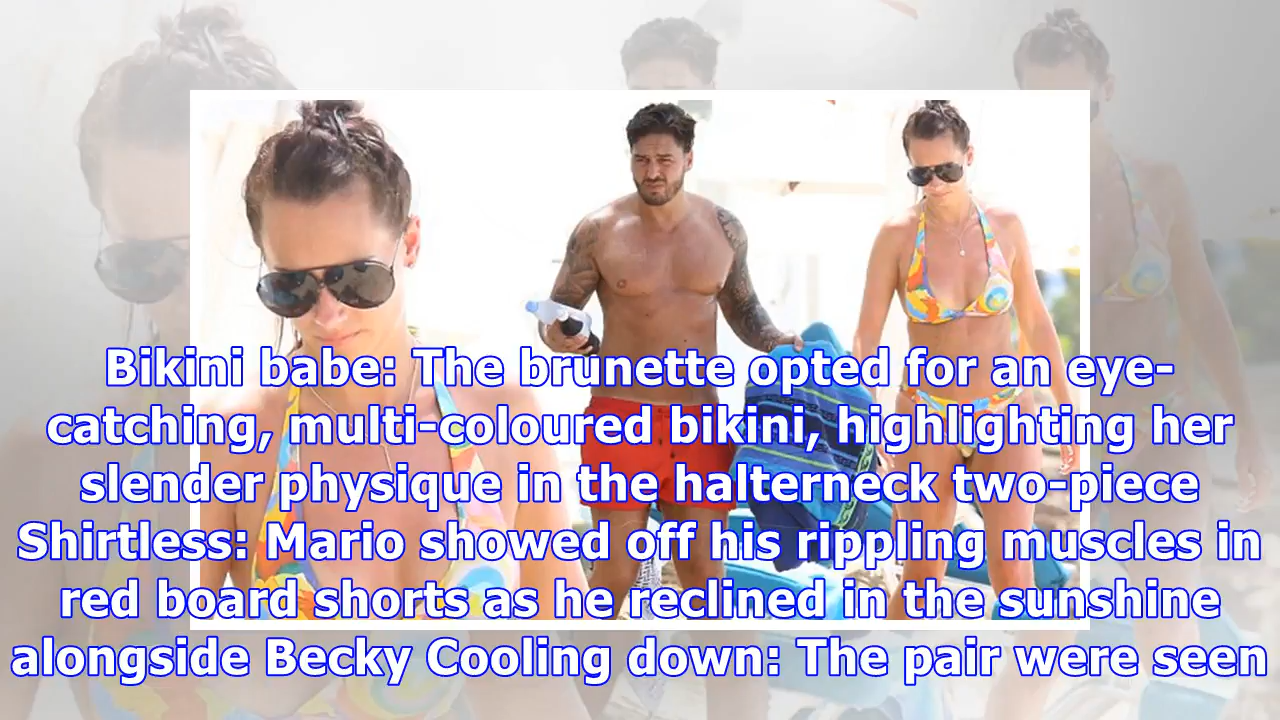 Bikini babe: The brunette opted for an eye-
catching, multi-coloured bikini, highlighting her
slender physique in the halterneck two-piece
Shirtless: Mario showed off his rippling muscles in
red board shorts as he reclined in the sunshine
alongside Becky Cooling down: The pair were seen